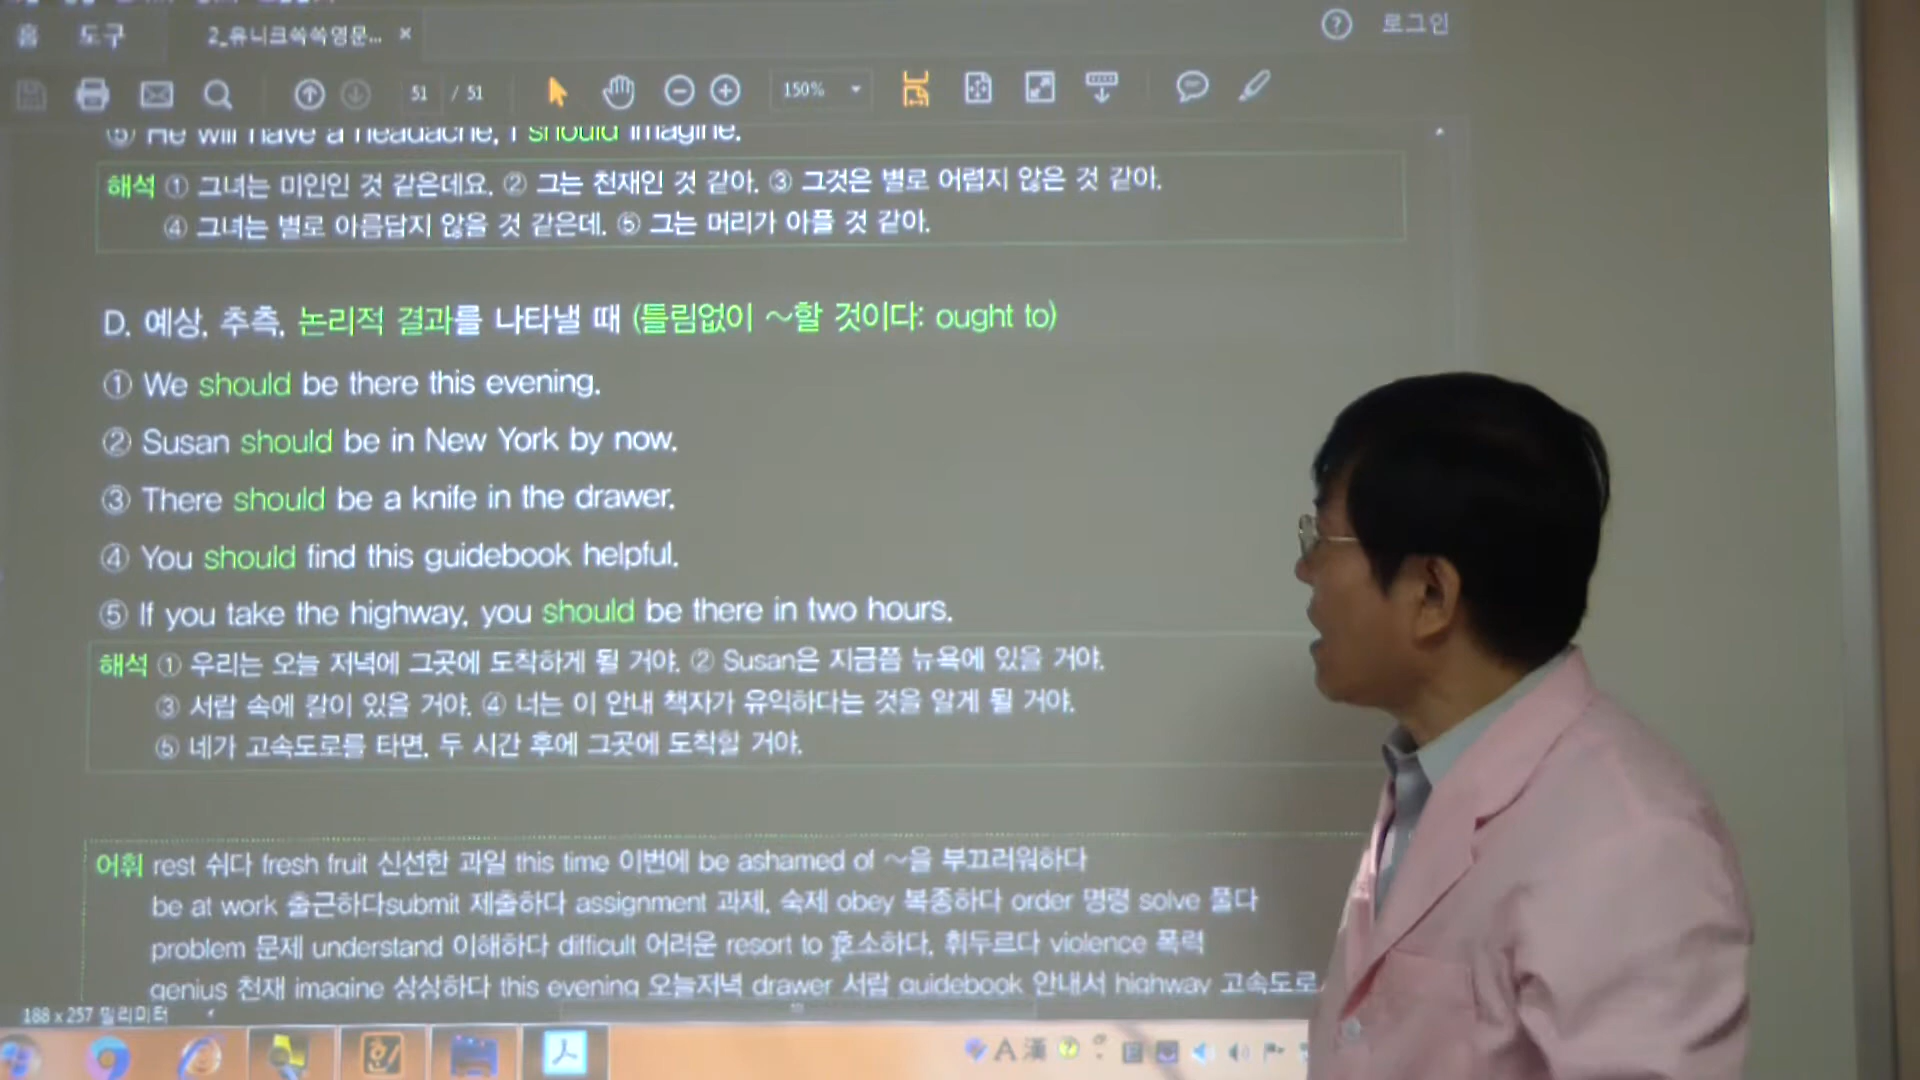 홈 도구 2_유니크쏙쏙영문... × ? 로그인
51 / 51 150%
⑤ He will have a headache, I should imagine.
해석 ① 그녀는 미인인 것 같은데요. ② 그는 천재인 것 같아. ③ 그것은 별로 어렵지 않은 것 같아.
④ 그녀는 별로 아름답지 않을 것 같은데. ⑤ 그는 머리가 아플 것 같아.
D. 예상, 추측, 논리적 결과를 나타낼 때 (틀림없이 ~할 것이다: ought to)
① We should be there this evening.
② Susan should be in New York by now.
③ There should be a knife in the drawer.
④ You should find this guidebook helpful.
⑤ If you take the highway, you should be there in two hours.
해석 ① 우리는 오늘 저녁에 그곳에 도착하게 될 거야. ② Susan은 지금쯤 뉴욕에 있을 거야.
③ 서랍 속에 칼이 있을 거야. ④ 너는 이 안내 책자가 유익하다는 것을 알게 될 거야.
⑤ 네가 고속도로를 타면, 두 시간 후에 그곳에 도착할 거야.
어휘 rest 쉬다 fresh fruit 신선한 과일 this time 이번에 be ashamed of ~을 부끄러워하다
be at work 출근하다submit 제출하다 assignment 과제, 숙제 obey 복종하다 order 명령 solve 풀다
problem 문제 understand 이해하다 difficult 어려운 resort to 호소하다, 휘두르다 violence 폭력
genius 천재 imagine 상상하다 this evening 오늘저녁 drawer 서랍 guidebook 안내서 highway 고속도로
188 x 257 밀리미터
A 漢